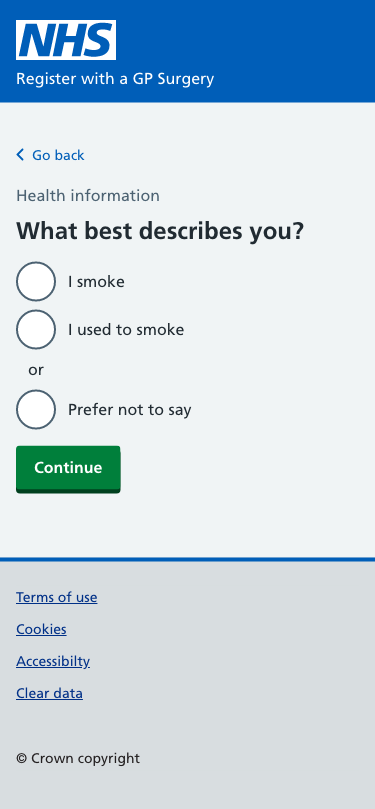 NHS
Register with a GP Surgery
Go back
Health information
What best describes you?
I smoke
I used to smoke
or
Prefer not to say
Continue
Terms of use
Cookies
Accessibilty
Clear data
© Crown copyright